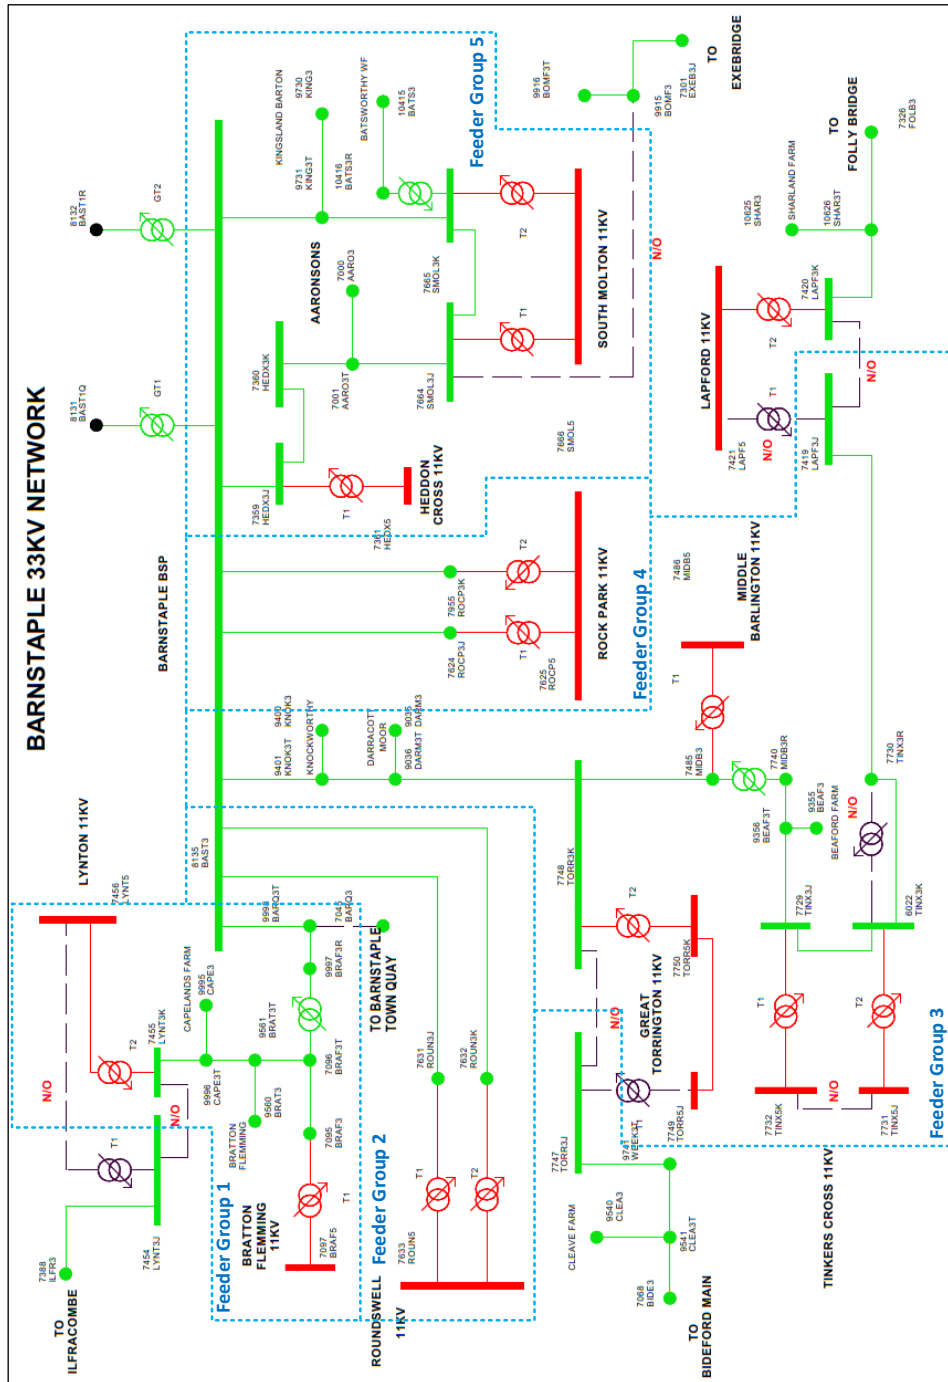 BARNSTAPLE 33KV NETWORK
8131
BAST1Q
GT1
8132
BAST1R
GT2
BARNSTAPLE BSP
8135
BAST3
LYNTON 11KV
7456
LYNT5
N/O
T2
T1
N/O
7455
LYNT3K
7454
LYNT3J
7388
ILFR3
TO
ILFRACOMBE
CAPELANDS FARM
9995
CAPE3
9996
CAPE3T
9561
BRAT3T
9560
BRAT3
BRATTON
FLEMMING
7096
BRAF3T
9997
BRAF3R
9998
BARQ3T
7045
BARQ3
TO BARNSTAPLE
TOWN QUAY
7095
BRAF3
T1
7097
BRAF5
BRATTON
FLEMMING
11KV
Feeder Group 1
Feeder Group 2
ROUNDSWELL
11KV
7633
ROUN5
T1
T2
7631
ROUN3J
7632
ROUN3K
9400
KNOK3
9401
KNOK3T
KNOCKWORTHY
DARRACOTT
MOOR
9035
DARM3
9036
DARM3T
7748
TORR3K
N/O
7747
TORR3J
9741
WEEK3T
T1
T2
7750
TORR5K
7749
TORR5J
GREAT
TORRINGTON 11KV
CLEAVE FARM
9540
CLEA3
9541
CLEA3T
7068
BIDE3
TO
BIDEFORD MAIN
7485
MIDB3
T1
7486
MIDB5
MIDDLE
BARLINGTON 11KV
7740
MIDB3R
9356
BEAF3T
9355
BEAF3
BEAFORD FARM
7729
TINX3J
6022
TINX3K
7730
TINX3R
N/O
T1
T2
7732
TINX5K
7731
TINX5J
N/O
TINKERS CROSS 11KV
Feeder Group 3
7624
ROCP3J
7955
ROCP3K
T1
T2
7625
ROCP5
ROCK PARK 11KV
Feeder Group 4
7359
HEDX3J
7360
HEDX3K
T1
7361
HEDX5
HEDDON
CROSS 11KV
AARONSONS
7000
AARO3
7001
AARO3T
7664
SMOL3J
7665
SMOL3K
T1
T2
7666
SMOL5
SOUTH MOLTON 11KV
KINGSLAND BARTON
9730
KING3
9731
KING3T
BATSWORTHY WF
10415
BATS3
10416
BATS3R
Feeder Group 5
N/O
9916
BOMF3T
9915
BOMF3
7301
EXEB3J
TO
EXEBRIDGE
LAPFORD 11KV
7421
LAPF5
N/O
T1
T2
7419
LAPF3J
7420
LAPF3K
N/O
10625
SHAR3
SHARLAND FARM
10626
SHAR3T
7326
FOLB3
TO
FOLLY BRIDGE